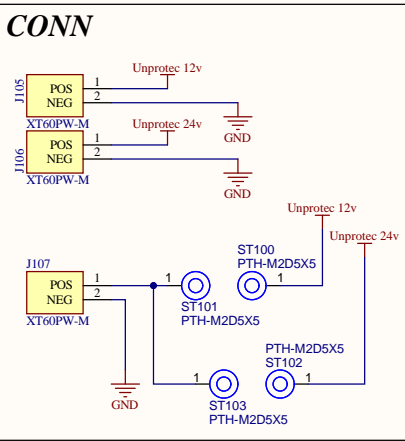 CONN
Unprotec 12v
J105
POS 1
NEG 2
XT60PW-M
GND
Unprotec 24v
J106
POS 1
NEG 2
XT60PW-M
GND
Unprotec 12v
Unprotec 24v
J107
POS 1
NEG 2
XT60PW-M
GND
ST100
PTH-M2D5X5
1
1
ST101
PTH-M2D5X5
PTH-M2D5X5
ST102
1
1
ST103
PTH-M2D5X5